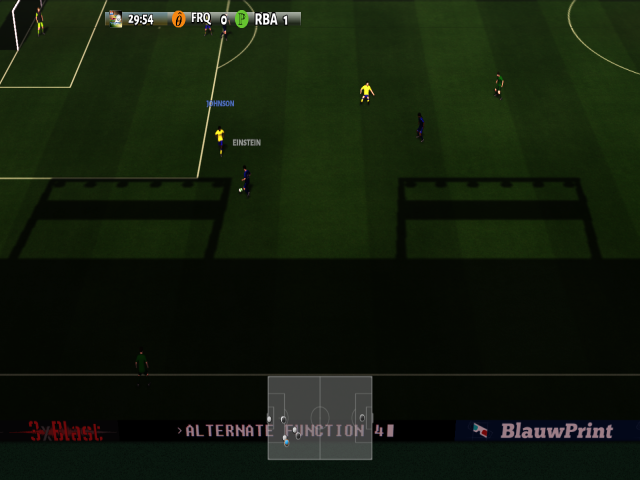 29:54 FRQ 0 RBA 1
JOHNSON
EINSTEIN
3xBlast >ALTERNATE FUNCTION 4 BlauwPrint